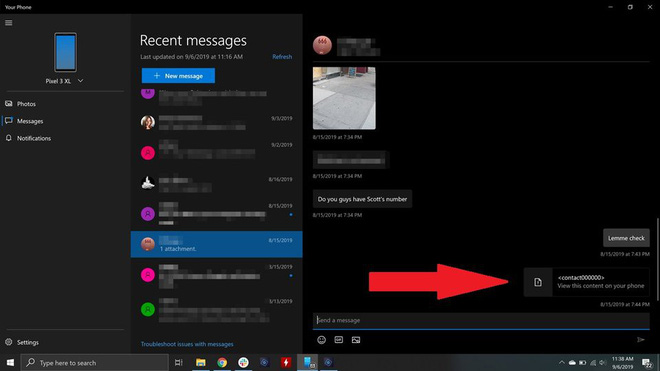 Your Phone
Pixel 3 XL
Photos
Messages
Notifications
Settings
Recent messages
Last updated on 9/6/2019 at 11:16 AM
Refresh
New message
9/3/2019
9/2/2019
8/16/2019
8/15/2019
8/15/2019
1 attachment.
8/15/2019
8/13/2019
Troubleshoot issues with messages
8/15/2019 at 7:34 PM
8/15/2019 at 7:34 PM
Do you guys have Scott's number
8/15/2019 at 7:34 PM
Lemme check
8/15/2019 at 7:43 PM
<contact000000>
View this content on your phone
8/15/2019 at 7:44 PM
Send a message
GIF
Type here to search
11:38 AM
9/6/2019